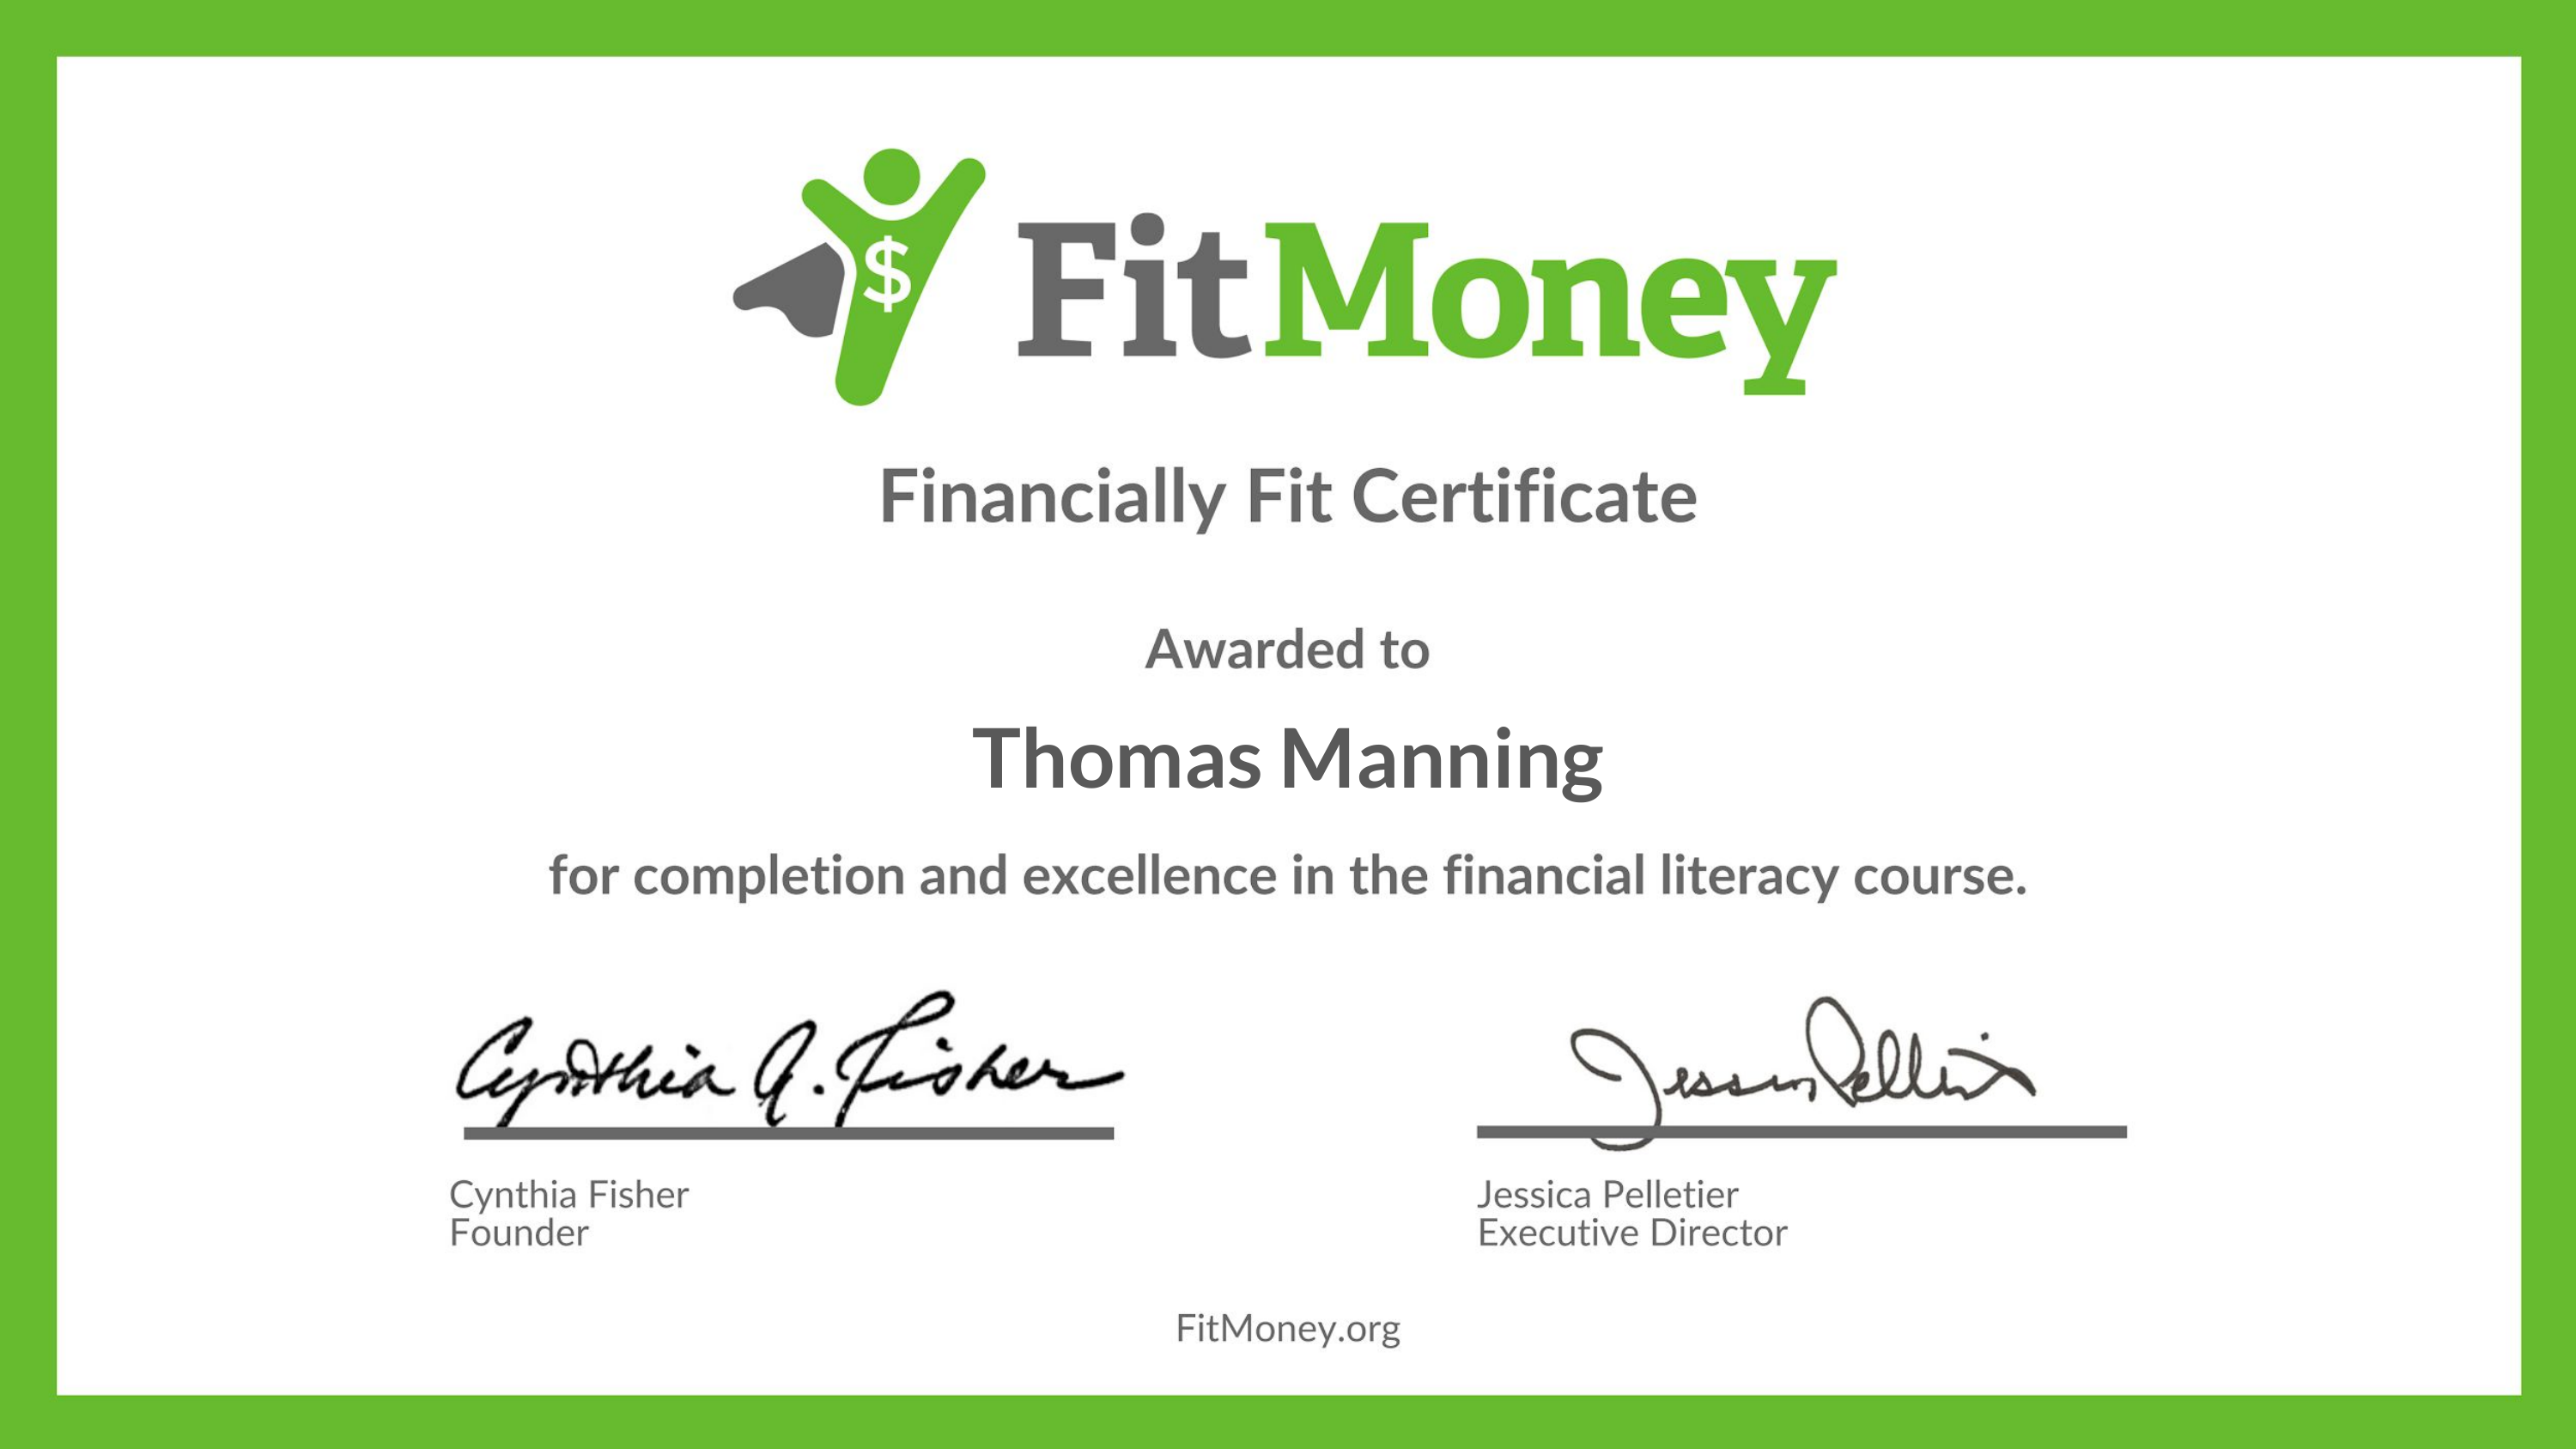 $
FitMoney
Financially Fit Certificate
Awarded to
Thomas Manning
for completion and excellence in the financial literacy course.
Cynthia A. Fisher
Jessica Pelletier
Cynthia Fisher
Founder
Jessica Pelletier
Executive Director
FitMoney.org